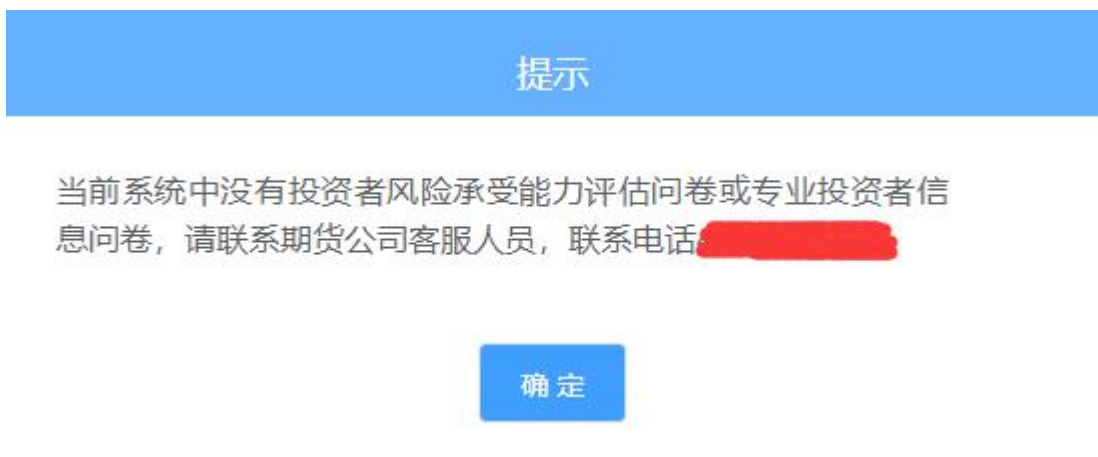 提示
当前系统中没有投资者风险承受能力评估问卷或专业投资者信
息问卷，请联系期货公司客服人员，联系电话
确定